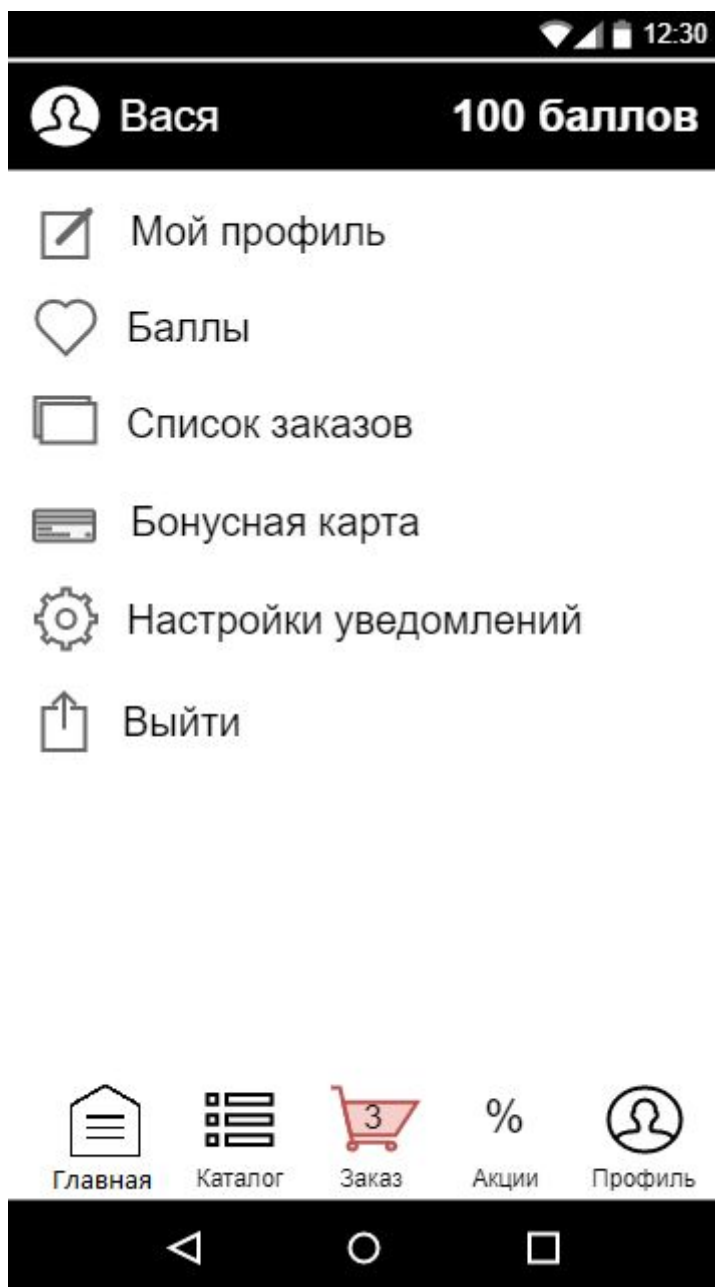 12:30
Вася 100 баллов
Мой профиль
Баллы
Список заказов
Бонусная карта
Настройки уведомлений
Выйти
3 %
Главная Каталог Заказ Акции Профиль